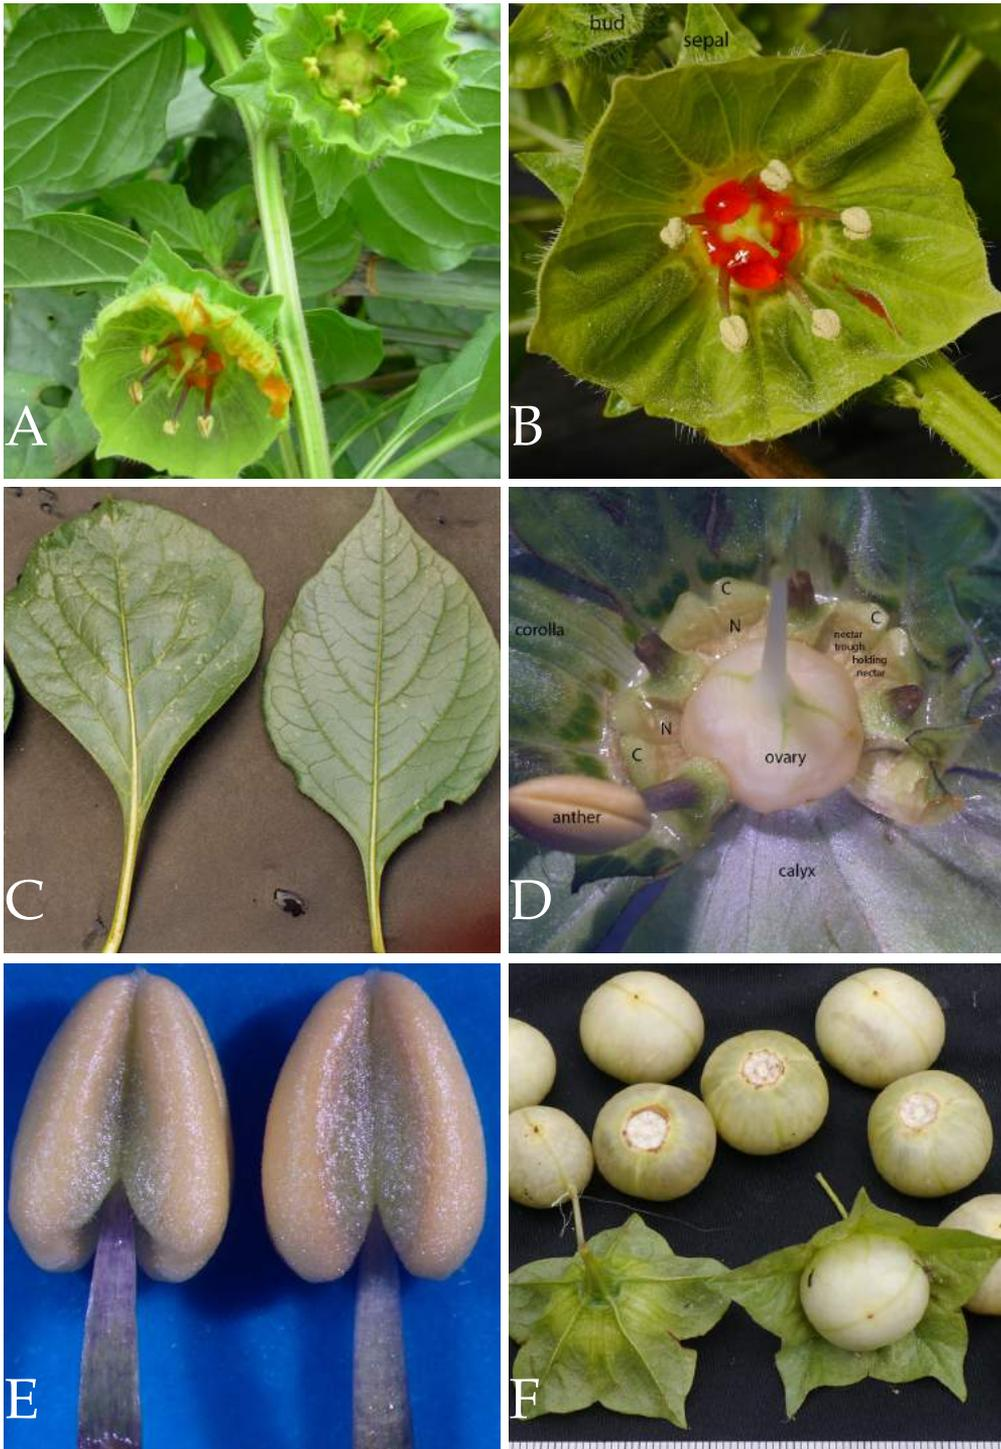 bud
sepal
A
B
C
C
corolla
N
nectar
trough
holding
nectar
N
C
ovary
anther
calyx
C
D
E
F